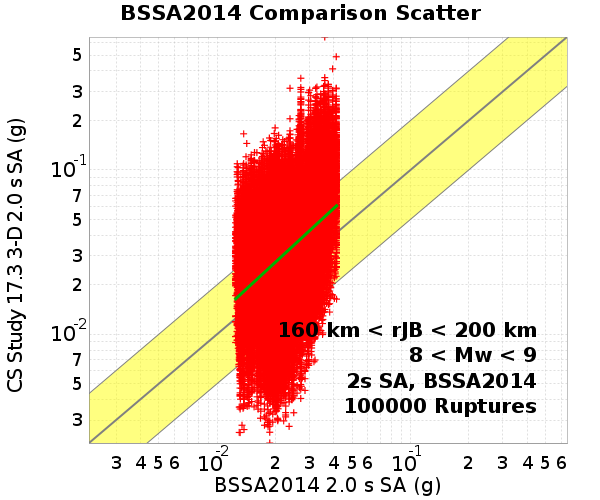 BSSA2014 Comparison Scatter
CS Study 17.3 3-D 2.0 s SA (g)
5
3
2
10-1
7
5
3
2
10-2
7
5
3
160 km < rJB < 200 km
8 < Mw < 9
2s SA, BSSA2014
100000 Ruptures
3 4 5 6 10-2 2 3 4 5 6 10-1 2 3 4 5 6
BSSA2014 2.0 s SA (g)